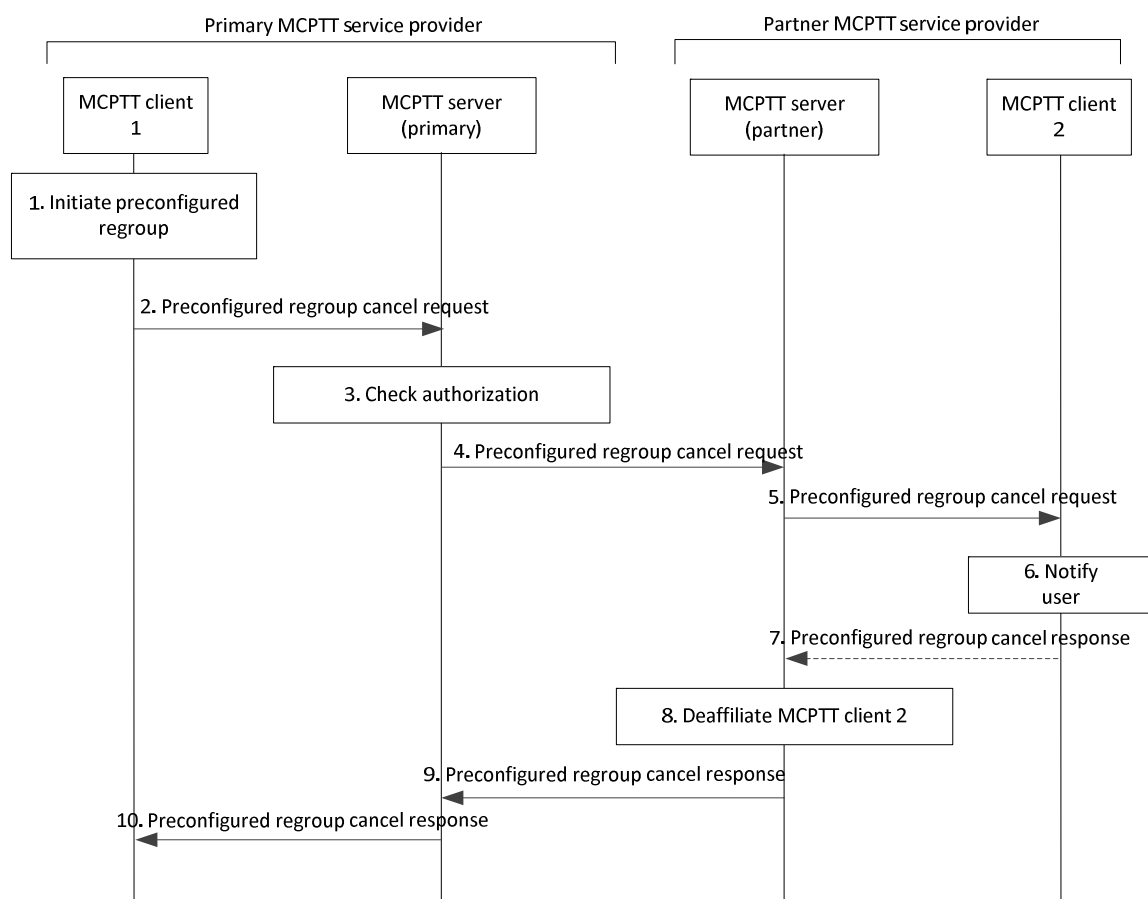 Primary MCPTT service provider
Partner MCPTT service provider
MCPTT client
1
MCPTT server
(primary)
MCPTT server
(partner)
MCPTT client
2
1. Initiate preconfigured
regroup
2. Preconfigured regroup cancel request
3. Check authorization
4. Preconfigured regroup cancel request
5. Preconfigured regroup cancel request
6. Notify
user
7. Preconfigured regroup cancel response
8. Deaffiliate MCPTT client 2
9. Preconfigured regroup cancel response
10. Preconfigured regroup cancel response